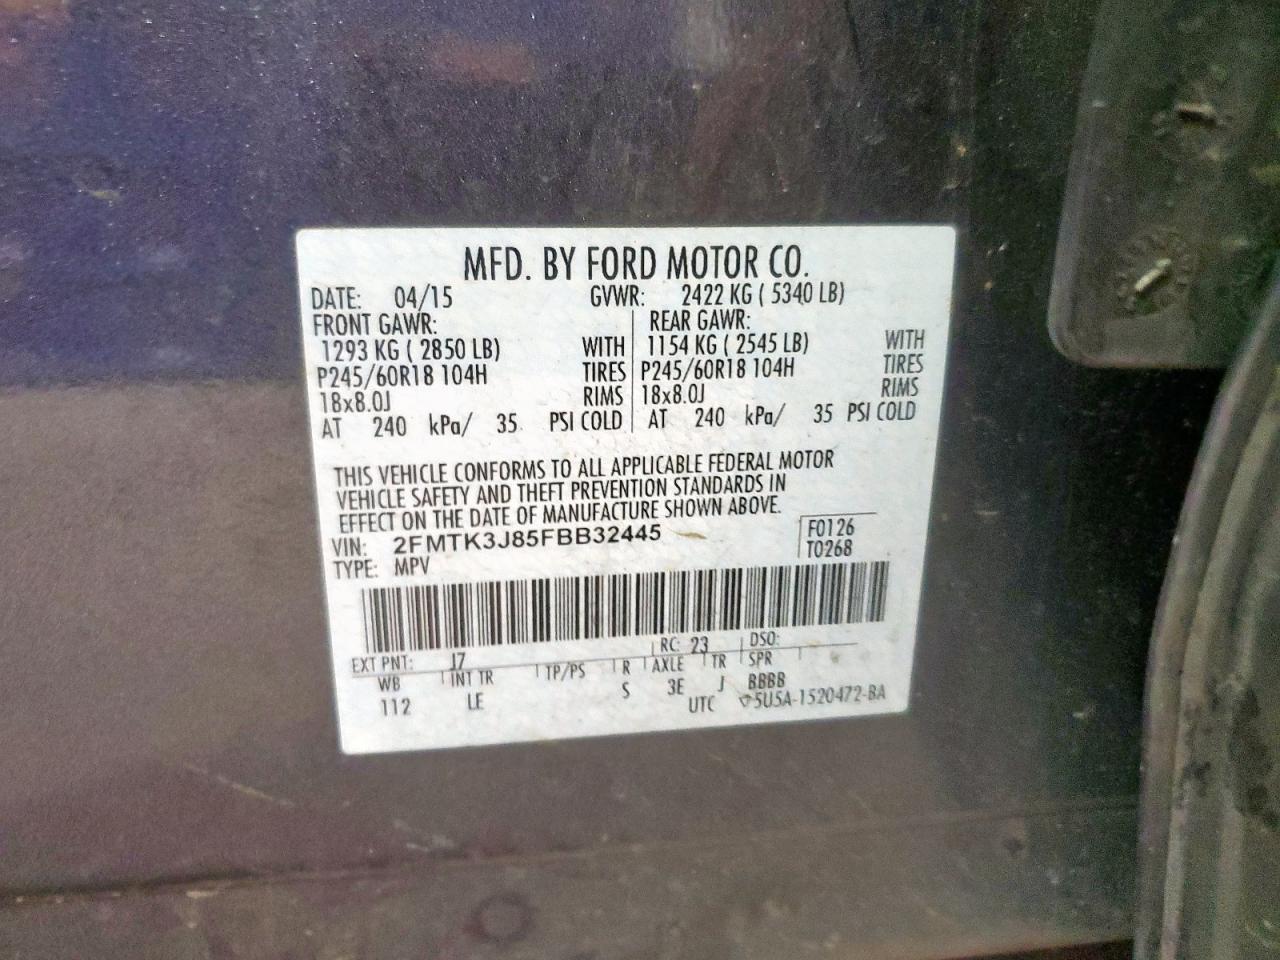 MFD. BY FORD MOTOR CO.
DATE: 04/15 GVWR: 2422 KG ( 5340 LB)
FRONT GAWR: REAR GAWR:
1293 KG ( 2850 LB) WITH 1154 KG ( 2545 LB) WITH
P245/60R18 104H TIRES P245/60R18 104H TIRES
18x8.0J RIMS 18x8.0J RIMS
AT 240 kPa/ 35 PSI COLD AT 240 kPa/ 35 PSI COLD
THIS VEHICLE CONFORMS TO ALL APPLICABLE FEDERAL MOTOR
VEHICLE SAFETY AND THEFT PREVENTION STANDARDS IN
EFFECT ON THE DATE OF MANUFACTURE SHOWN ABOVE.
VIN: 2FMTK3J85FBB32445 F0126
TYPE: MPV T0268
EXT PNT: J7 RC: 23 DSO:
WB INT TR TP/PS R AXLE TR SPR
112 LE S 3E J BBBB
UTC 5U5A-1520472-BA